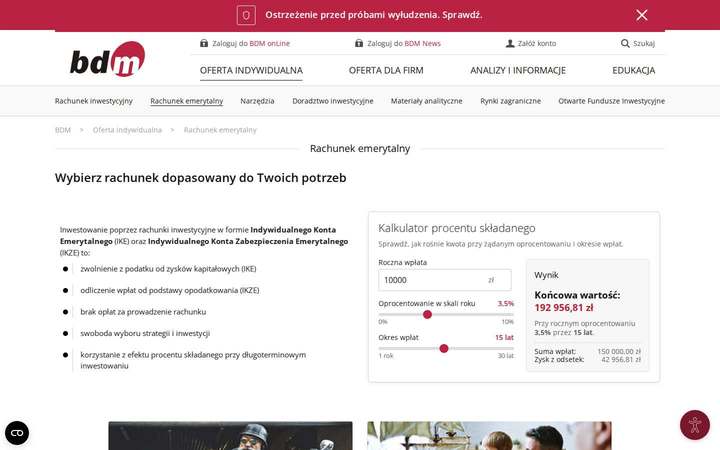 Ostrzeżenie przed próbami wyłudzenia. Sprawdź.
bdm
Zaloguj do BDM onLine
Zaloguj do BDM News
Załóż konto
Szukaj
OFERTA INDYWIDUALNA
OFERTA DLA FIRM
ANALIZY I INFORMACJE
EDUKACJA
Rachunek inwestycyjny
Rachunek emerytalny
Narzędzia
Doradztwo inwestycyjne
Materiały analityczne
Rynki zagraniczne
Otwarte Fundusze Inwestycyjne
BDM > Oferta indywidualna > Rachunek emerytalny
Rachunek emerytalny
Wybierz rachunek dopasowany do Twoich potrzeb
Inwestowanie poprzez rachunki inwestycyjne w formie Indywidualnego Konta
Emerytalnego (IKE) oraz Indywidualnego Konta Zabezpieczenia Emerytalnego
(IKZE) to:
zwolnienie z podatku od zysków kapitałowych (IKE)
odliczenie wpłat od podstawy opodatkowania (IKZE)
brak opłat za prowadzenie rachunku
swoboda wyboru strategii i inwestycji
korzystanie z efektu procentu składanego przy długoterminowym
inwestowaniu
Kalkulator procentu składanego
Sprawdź, jak rośnie kwota przy żądanym oprocentowaniu i okresie wpłat.
Roczna wpłata
10000 zł
Oprocentowanie w skali roku 3,5%
0% 10%
Okres wpłat 15 lat
1 rok 30 lat
Wynik
Końcowa wartość:
192 956,81 zł
Przy rocznym oprocentowaniu
3,5% przez 15 lat.
Suma wpłat: 150 000,00 zł
Zysk z odsetek: 42 956,81 zł